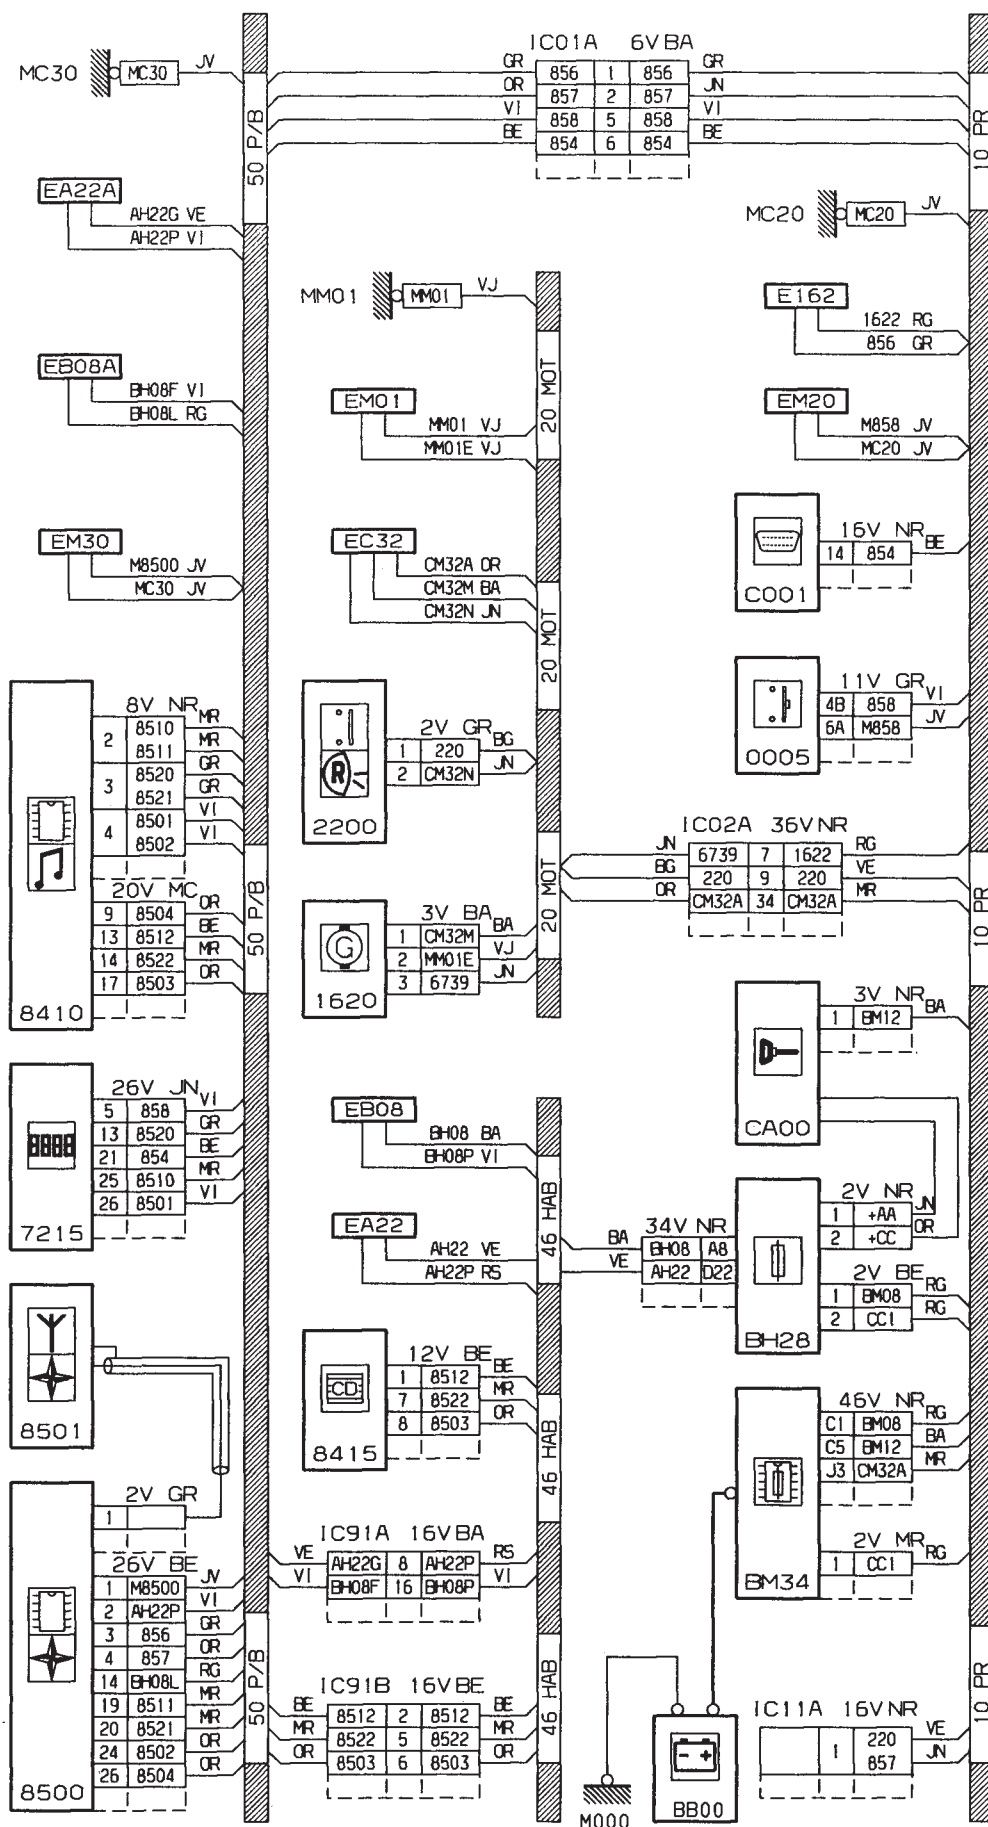 MC30 MC30 JV
50 P/B
IC01A 6V BA
GR 856 1 856 GR
OR 857 2 857 JN
VI 858 5 858 VI
BE 854 6 854 BE
10 PR
EA22A
AH22G VE
AH22P VI
MC20 MC20 JV
MM01 MM01 VJ
E162
1622 RG
856 GR
EB08A
BH08F VI
BH08L RG
20 MOT
EM01
MM01 VJ
MM01E VJ
EM20
M858 JV
MC20 JV
EM30
M8500 JV
MC30 JV
EC32
CM32A OR
CM32M BA
CM32N JN
20 MOT
16V NR
14 854 BE
C001
8V NR
2 8510 MR
8511 MR
3 8520 GR
8521 GR
4 8501 VI
8502 VI
20V MC
9 8504 OR
13 8512 BE
14 8522 MR
17 8503 OR
8410
50 P/B
2V GR
1 220 BG
2 CM32N JN
R
2200
11V GR
4B 858 VI
6A M858 JV
0005
20 MOT
IC02A 36V NR
JN 6739 7 1622 RG
BG 220 9 220 VE
OR CM32A 34 CM32A MR
10 PR
3V BA
1 CM32M BA
2 MM01E VJ
3 6739 JN
G
1620
3V NR
1 BM12 BA
CA00
26V JN
5 858 VI
13 8520 GR
21 854 BE
25 8510 MR
26 8501 VI
8888
7215
EB08
BH08 BA
BH08P VI
46 HAB
EA22
AH22 VE
AH22P RS
34V NR
BA BH08 A8
VE AH22 D22
2V NR
1 +AA JN
2 +CC OR
2V BE
1 BM08 RG
2 CC1 RG
BH28
8501
12V BE
1 8512 BE
7 8522 MR
8 8503 OR
CD
8415
46 HAB
46V NR
C1 BM08 RG
C5 BM12 BA
J3 CM32A MR
2V MR
1 CC1 RG
BM34
2V GR
1
26V BE
1 M8500 JV
2 AH22P VI
3 856 GR
4 857 OR
14 BH08L RG
19 8511 MR
20 8521 MR
24 8502 OR
26 8504 OR
8500
50 P/B
IC91A 16V BA
VE AH22G 8 AH22P RS
VI BH08F 16 BH08P VI
IC91B 16V BE
BE 8512 2 8512 BE
MR 8522 5 8522 MR
OR 8503 6 8503 OR
46 HAB
M000
- +
BB00
IC11A 16V NR
1 220 VE
857 JN
10 PR